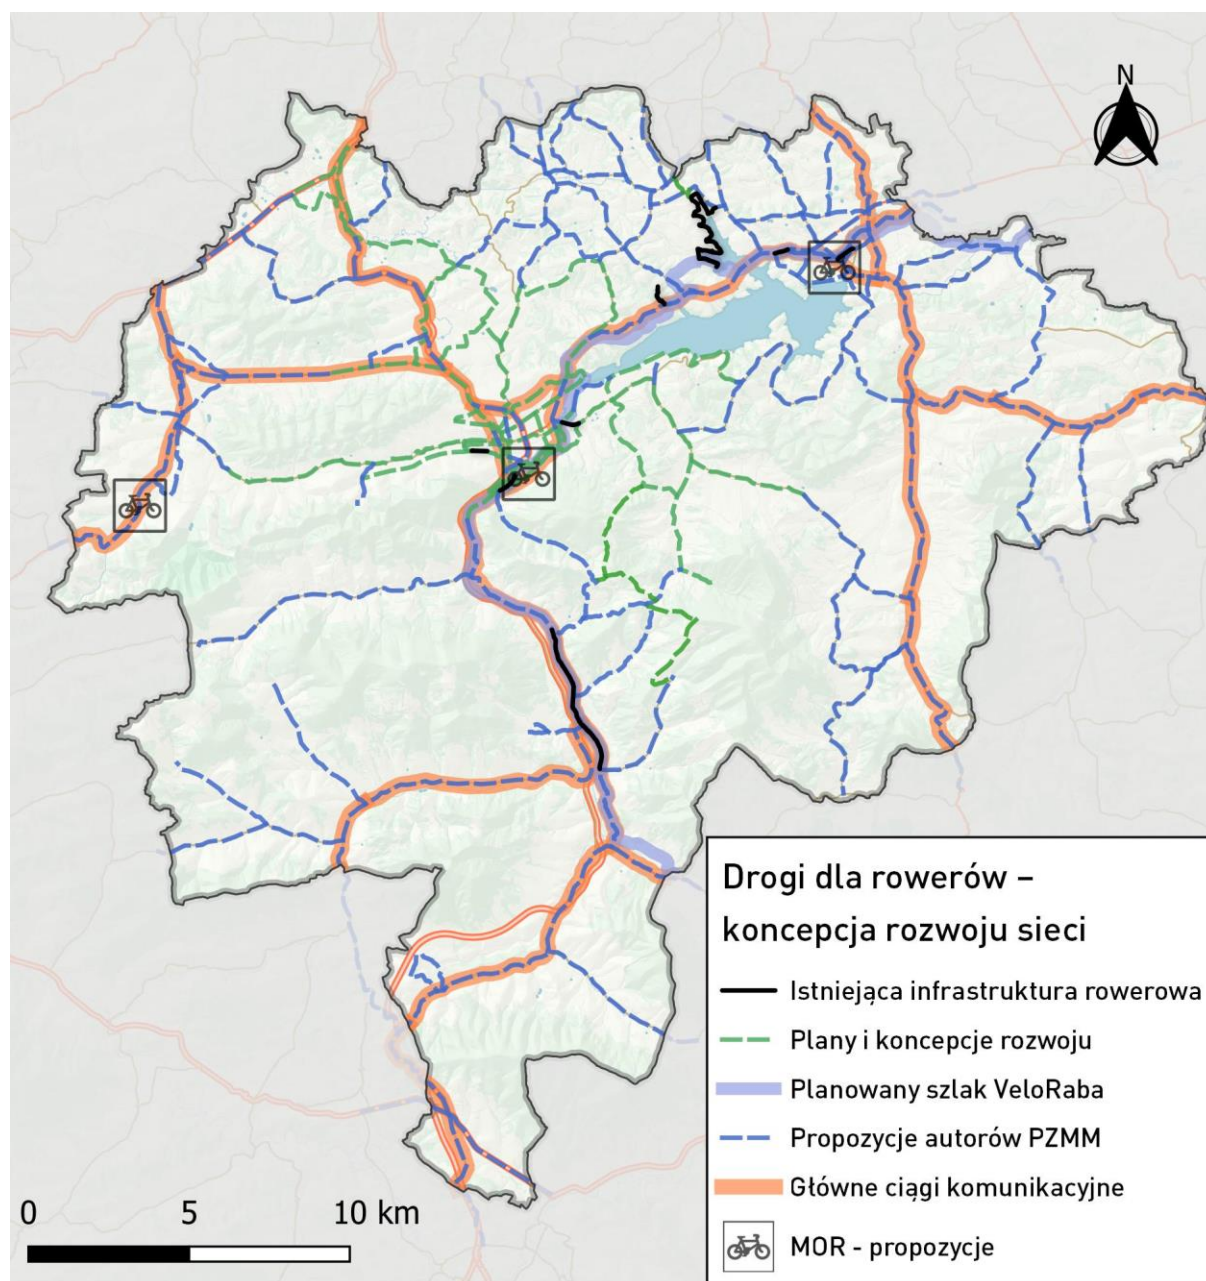 N
Drogi dla rowerów –
koncepcja rozwoju sieci
Istniejąca infrastruktura rowerowa
Plany i koncepcje rozwoju
Planowany szlak VeloRaba
Propozycje autorów PZMM
Główne ciągi komunikacyjne
MOR - propozycje
0 5 10 km